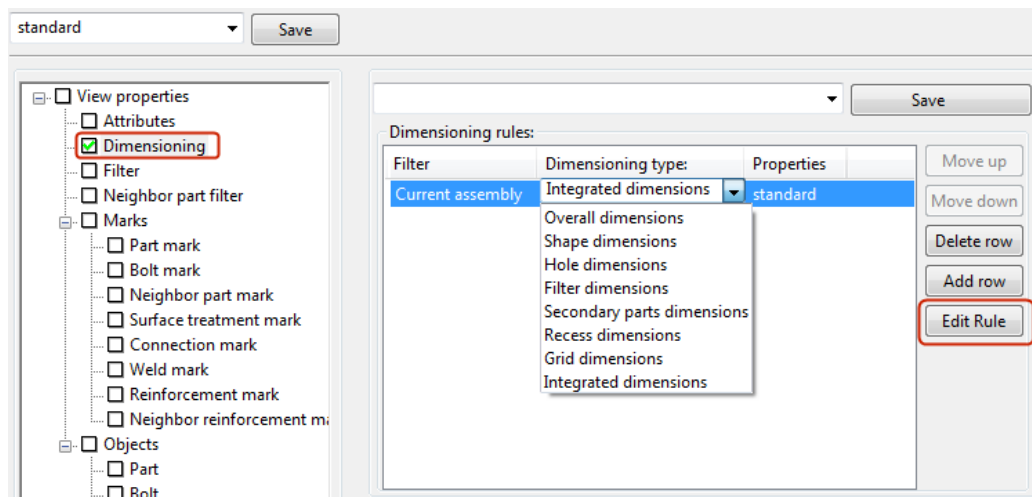 standard
Save
View properties
Attributes
Dimensioning
Filter
Neighbor part filter
Marks
Part mark
Bolt mark
Neighbor part mark
Surface treatment mark
Connection mark
Weld mark
Reinforcement mark
Neighbor reinforcement
Objects
Part
Bolt
Save
Dimensioning rules:
Filter Dimensioning type: Properties
Current assembly Integrated dimensions standard
Overall dimensions
Shape dimensions
Hole dimensions
Filter dimensions
Secondary parts dimensions
Recess dimensions
Grid dimensions
Integrated dimensions
Move up
Move down
Delete row
Add row
Edit Rule